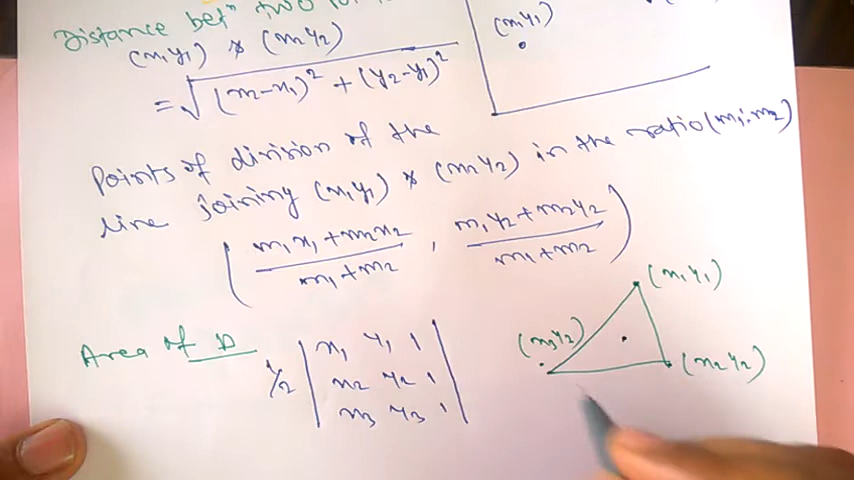 Distance betn two
(x1 y1) & (x2 y2)
= √(x2-x1)² + (y2-y1)²
(x1 y1)
Points of division of the
line joining (x1 y1) & (x2 y2) in the ratio (m1:m2)
( m1x1+m2x2 / m1+m2 , m1y2+m2y2 / m1+m2 )
Area of Δ
1/2 | x1 y1 1 |
| x2 y2 1 |
| x3 y3 1 |
(x1 y1)
(x3 y2)
(x2 y2)